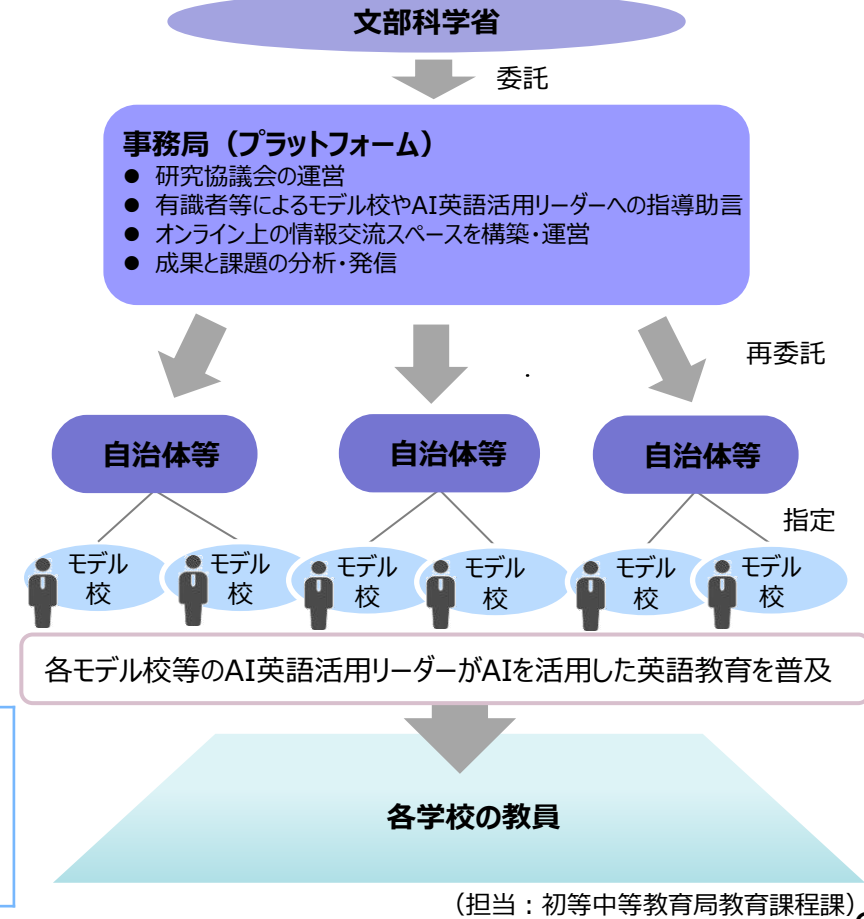 文部科学省
委託
事務局（プラットフォーム）
● 研究協議会の運営
● 有識者等によるモデル校やAI英語活用リーダーへの指導助言
● オンライン上の情報交流スペースを構築・運営
● 成果と課題の分析・発信
再委託
.
自治体等
自治体等
自治体等
指定
モデル
校
モデル
校
モデル
校
モデル
校
モデル
校
モデル
校
各モデル校等のAI英語活用リーダーがAIを活用した英語教育を普及
各学校の教員
（担当：初等中等教育局教育課程課）